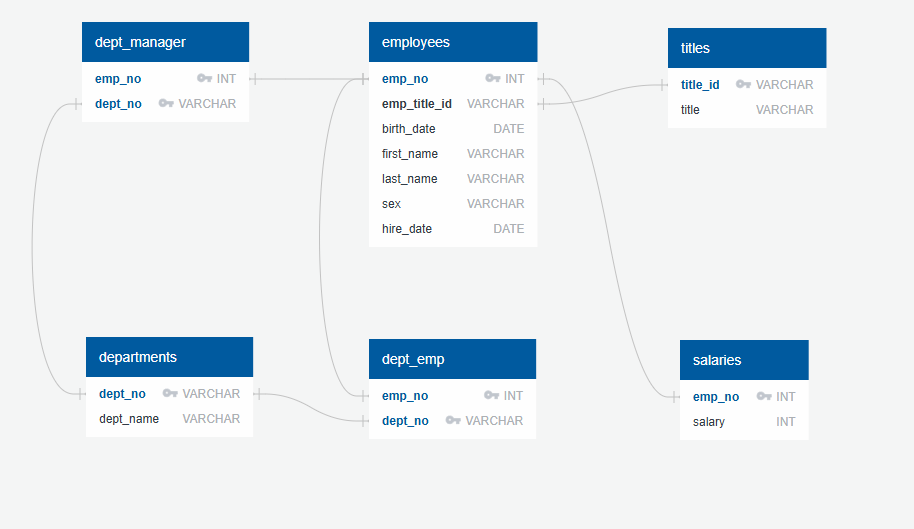 dept_manager
emp_no INT
dept_no VARCHAR
employees
emp_no INT
emp_title_id VARCHAR
birth_date DATE
first_name VARCHAR
last_name VARCHAR
sex VARCHAR
hire_date DATE
titles
title_id VARCHAR
title VARCHAR
departments
dept_no VARCHAR
dept_name VARCHAR
dept_emp
emp_no INT
dept_no VARCHAR
salaries
emp_no INT
salary INT